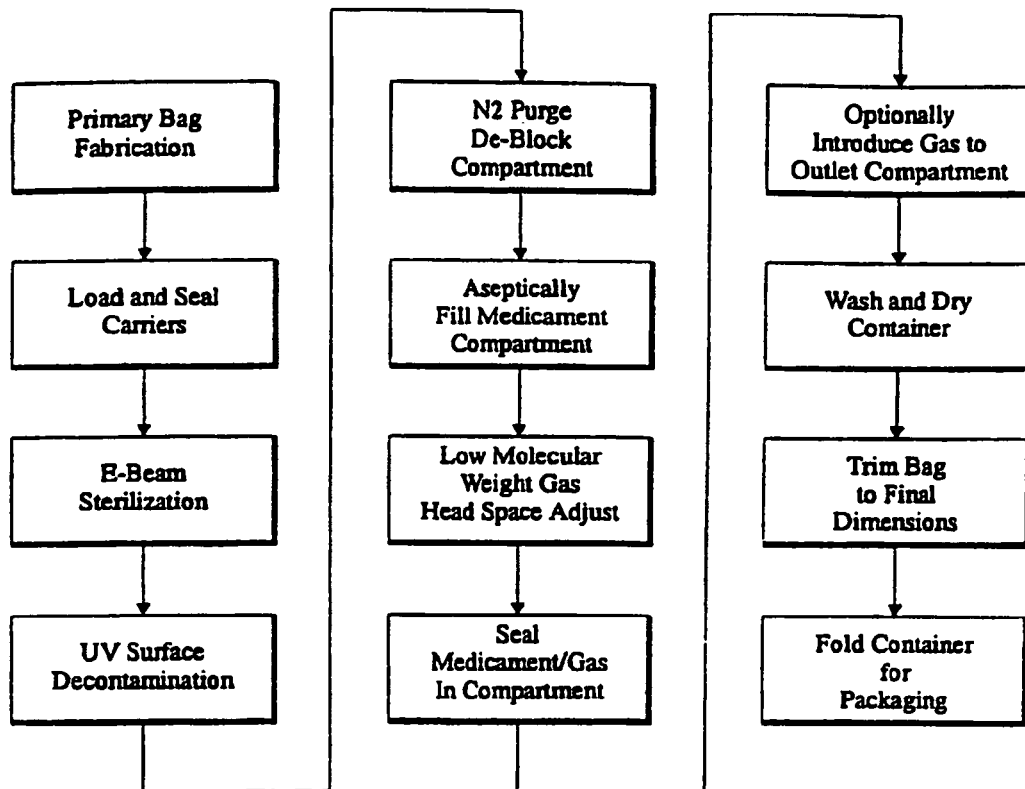 Primary Bag
Fabrication
Load and Seal
Carriers
E-Beam
Sterilization
UV Surface
Decontamination
N2 Purge
De-Block
Compartment
Aseptically
Fill Medicament
Compartment
Low Molecular
Weight Gas
Head Space Adjust
Seal
Medicament/Gas
In Compartment
Optionally
Introduce Gas to
Outlet Compartment
Wash and Dry
Container
Trim Bag
to Final
Dimensions
Fold Container
for
Packaging